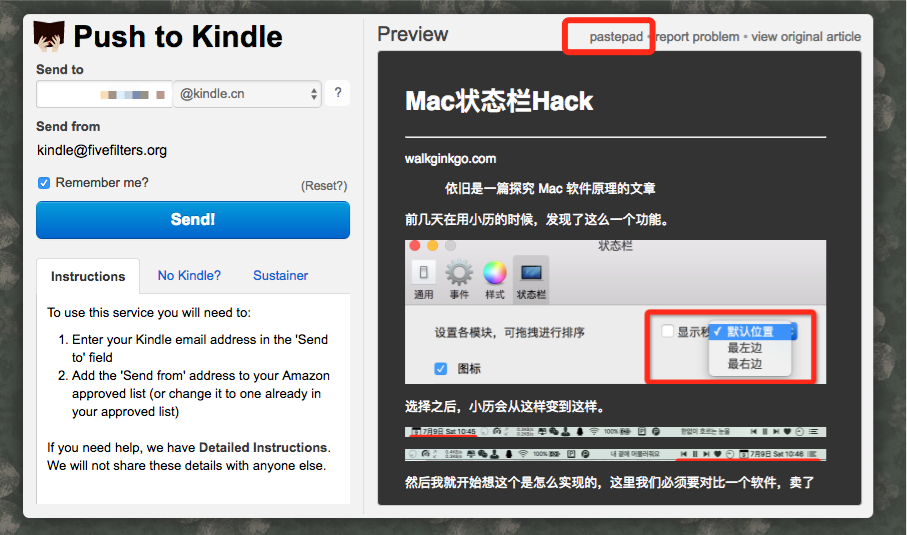 Push to Kindle
Send to
@kindle.cn
?
Send from
kindle@fivefilters.org
Remember me?
(Reset?)
Send!
Instructions
No Kindle?
Sustainer
To use this service you will need to:
1. Enter your Kindle email address in the 'Send
to' field
2. Add the 'Send from' address to your Amazon
approved list (or change it to one already in
your approved list)
If you need help, we have Detailed Instructions.
We will not share these details with anyone else.
Preview
pastepad • report problem • view original article
Mac状态栏Hack
walkginkgo.com
依旧是一篇探究 Mac 软件原理的文章
前几天在用小历的时候，发现了这么一个功能。
状态栏
通用
事件
样式
状态栏
设置各模块，可拖拽进行排序
显示秒
✓ 默认位置
最左边
最右边
图标
选择之后，小历会从这样变到这样。
7月9日 Sat 10:45
100%
7月9日 Sat 10:46
100%
然后我就开始想这个是怎么实现的，这里我们必须要对比一个软件，卖了